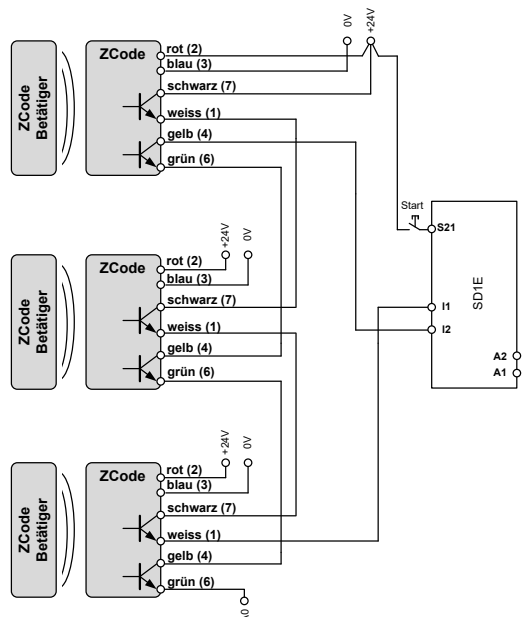 0V
+24V
ZCode
Betätiger
ZCode
rot (2)
blau (3)
schwarz (7)
weiss (1)
gelb (4)
grün (6)
Start
S21
SD1E
I1
I2
A2
A1
+24V
0V
ZCode
Betätiger
ZCode
rot (2)
blau (3)
schwarz (7)
weiss (1)
gelb (4)
grün (6)
+24V
0V
ZCode
Betätiger
ZCode
rot (2)
blau (3)
schwarz (7)
weiss (1)
gelb (4)
grün (6)